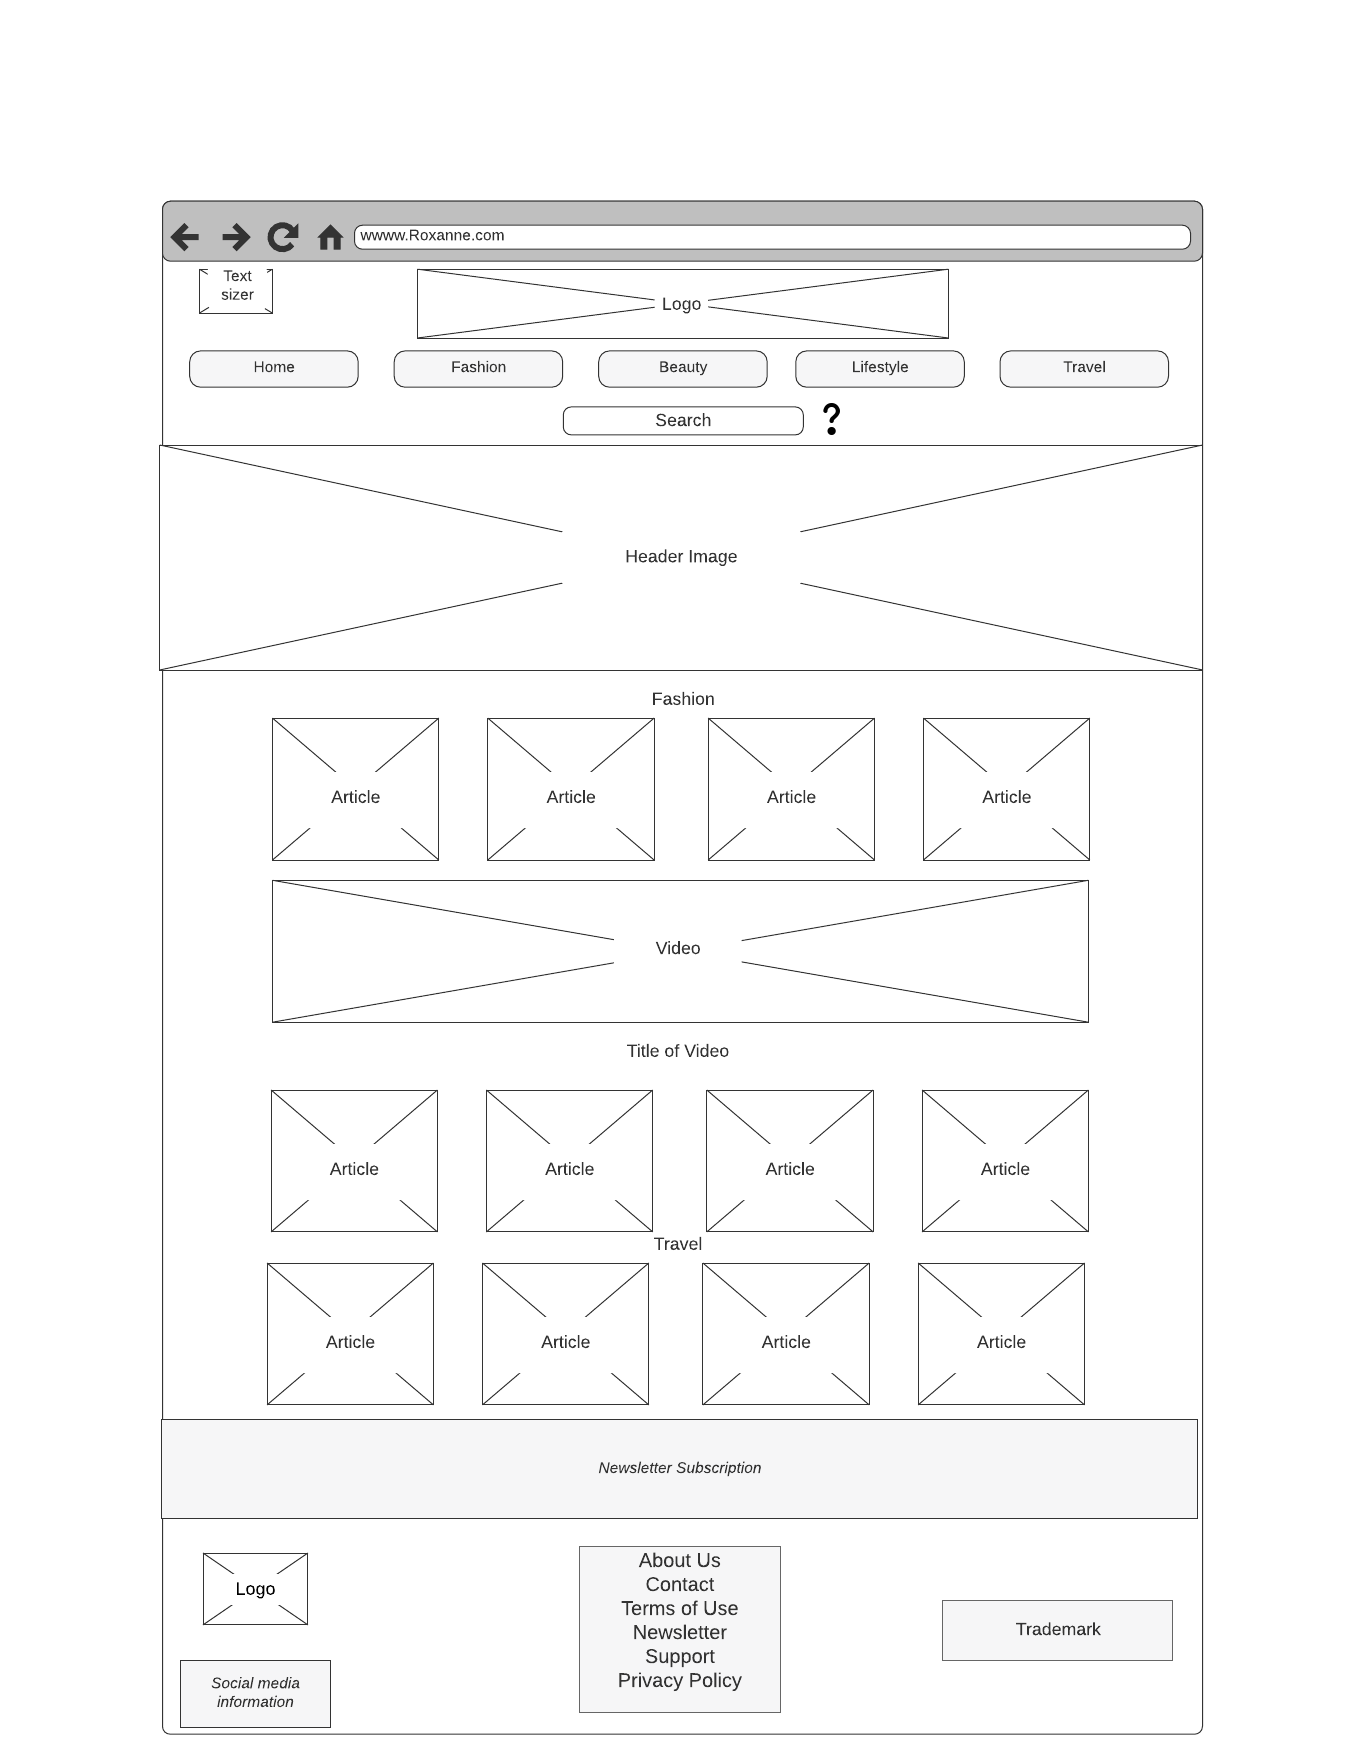 wwww.Roxanne.com
Text
sizer
Logo
Home
Fashion
Beauty
Lifestyle
Travel
Search
?
Header Image
Fashion
Article
Article
Article
Article
Video
Title of Video
Article
Article
Article
Article
Travel
Article
Article
Article
Article
Newsletter Subscription
Logo
Social media
information
About Us
Contact
Terms of Use
Newsletter
Support
Privacy Policy
Trademark